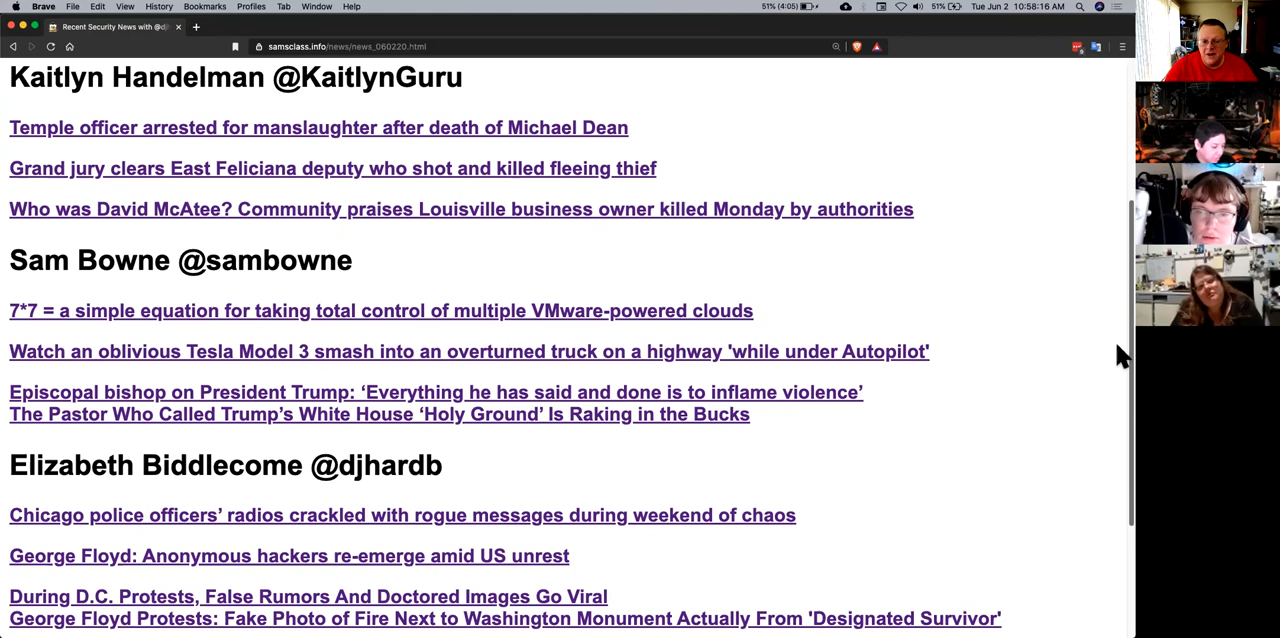 Brave File Edit View History Bookmarks Profiles Tab Window Help 51% (4:05) 51% Tue Jun 2 10:58:16 AM
Recent Security News with @dj
samsclass.info/news/news_060220.html
Kaitlyn Handelman @KaitlynGuru
Temple officer arrested for manslaughter after death of Michael Dean
Grand jury clears East Feliciana deputy who shot and killed fleeing thief
Who was David McAtee? Community praises Louisville business owner killed Monday by authorities
Sam Bowne @sambowne
7*7 = a simple equation for taking total control of multiple VMware-powered clouds
Watch an oblivious Tesla Model 3 smash into an overturned truck on a highway 'while under Autopilot'
Episcopal bishop on President Trump: ‘Everything he has said and done is to inflame violence’
The Pastor Who Called Trump’s White House ‘Holy Ground’ Is Raking in the Bucks
Elizabeth Biddlecome @djhardb
Chicago police officers’ radios crackled with rogue messages during weekend of chaos
George Floyd: Anonymous hackers re-emerge amid US unrest
During D.C. Protests, False Rumors And Doctored Images Go Viral
George Floyd Protests: Fake Photo of Fire Next to Washington Monument Actually From 'Designated Survivor'